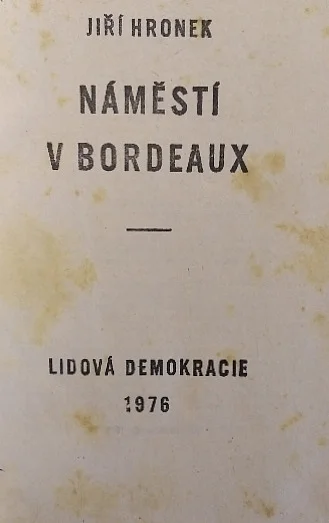 JIŘÍ HRONEK
NÁMĚSTÍ
V BORDEAUX
LIDOVÁ DEMOKRACIE
1976